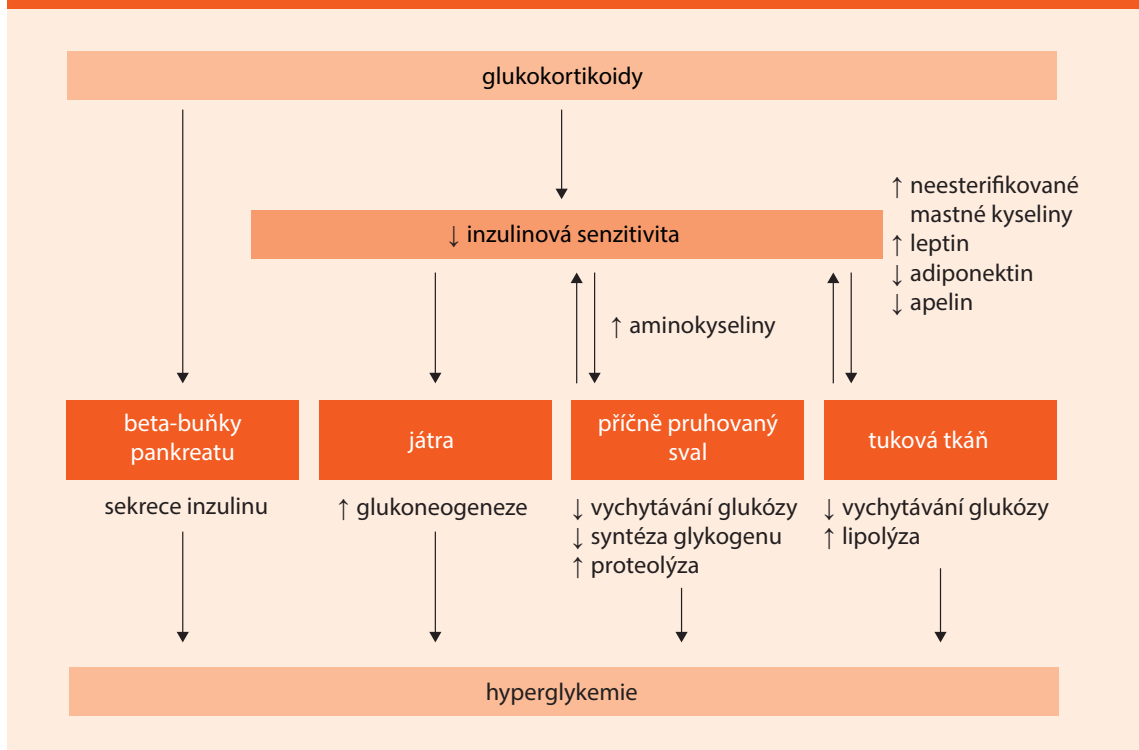 glukokortikoidy
↓ inzulinová senzitivita
↑ neesterifikované
mastné kyseliny
↑ leptin
↓ adiponektin
↓ apelin
↑ aminokyseliny
beta-buňky
pankreatu
játra
příčně pruhovaný
sval
tuková tkáň
sekrece inzulinu
↑ glukoneogeneze
↓ vychytávání glukózy
↓ syntéza glykogenu
↑ proteolýza
↓ vychytávání glukózy
↑ lipolýza
hyperglykemie